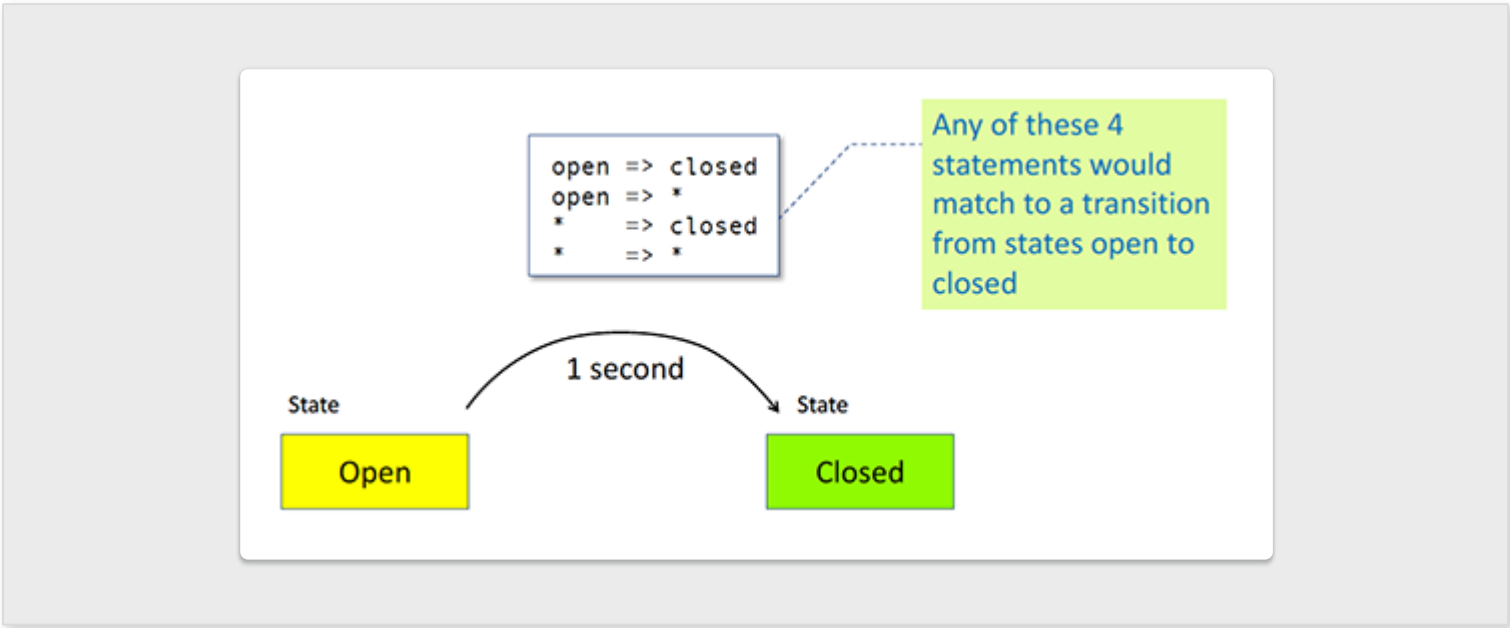 open => closed
open => *
*    => closed
*    => *
Any of these 4
statements would
match to a transition
from states open to
closed
1 second
State
State
Open
Closed